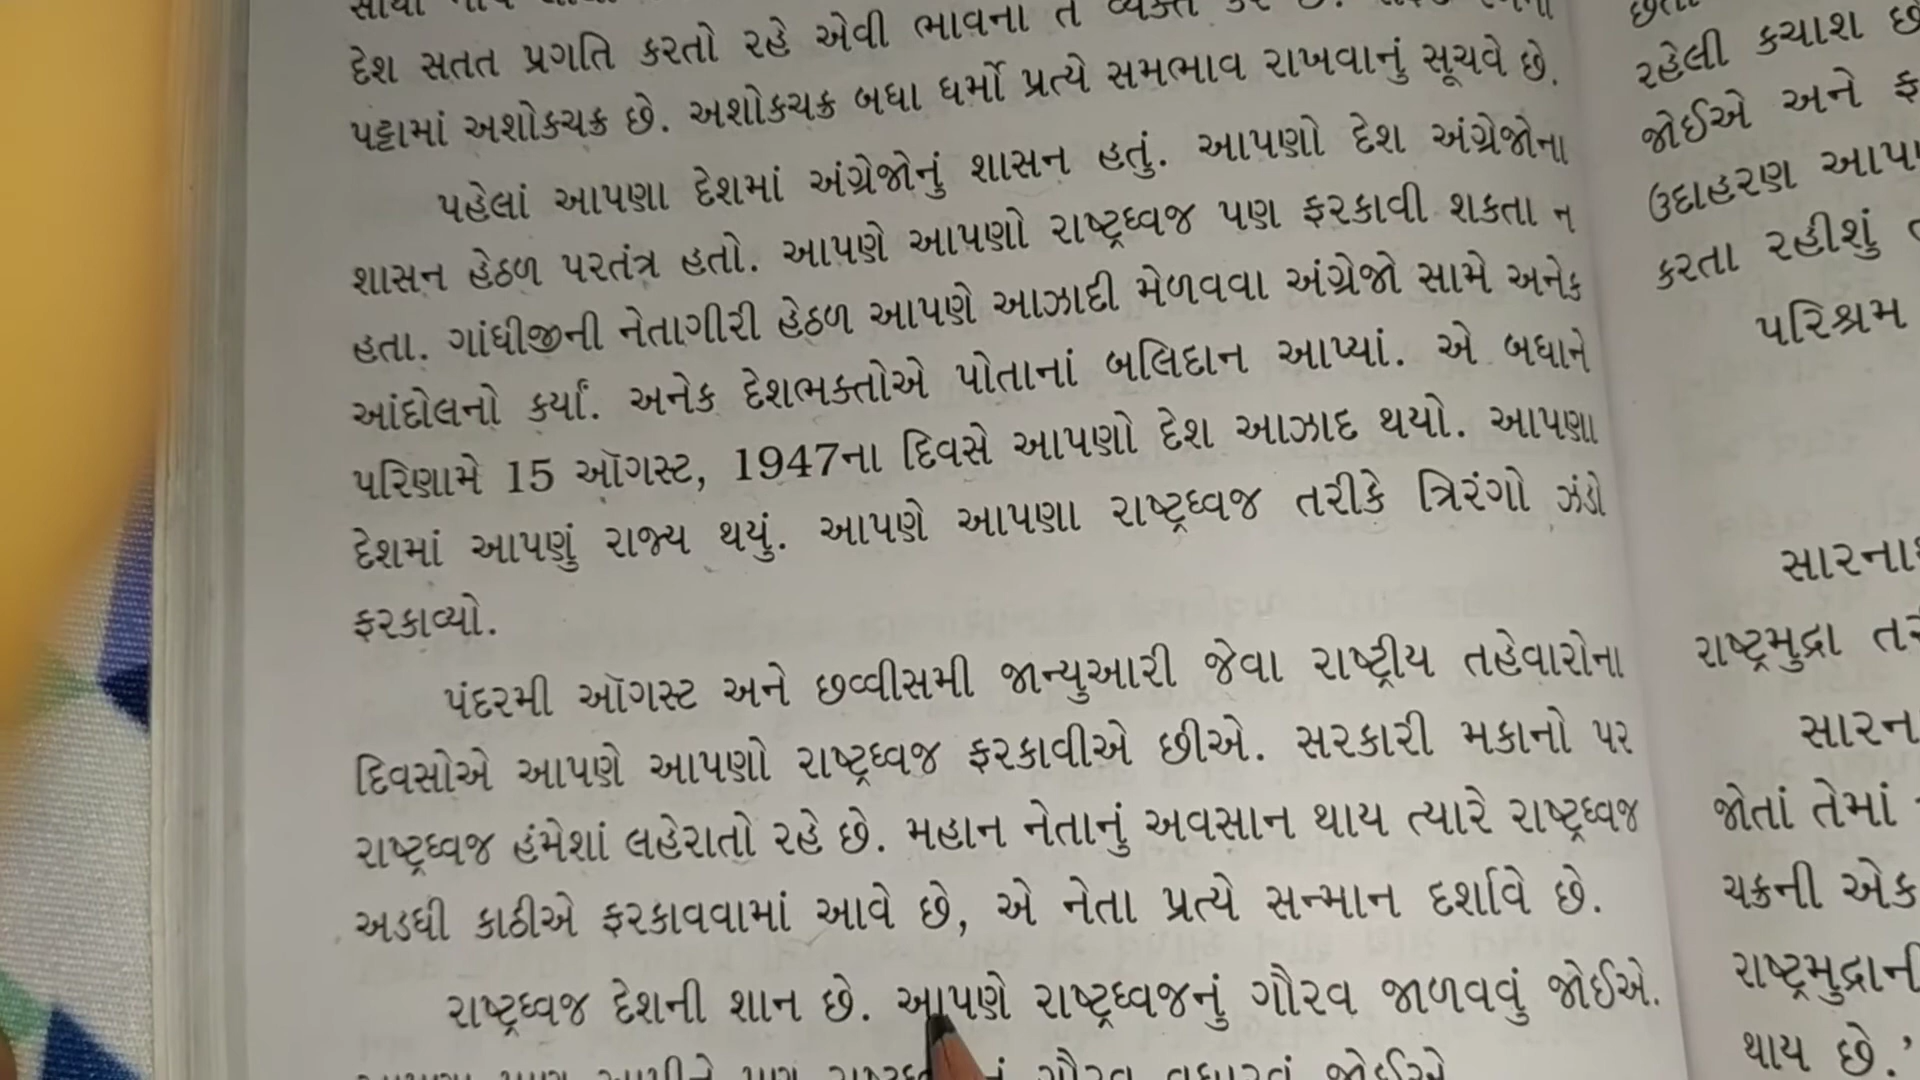 દેશ સતત પ્રગતિ કરતો રહે એવી ભાવના તે વ્યક્ત
પટ્ટામાં અશોકચક્ર છે. અશોકચક્ર બધા ધર્મો પ્રત્યે સમભાવ રાખવાનું સૂચવે છે.
પહેલાં આપણા દેશમાં અંગ્રેજોનું શાસન હતું. આપણો દેશ અંગ્રેજોના
શાસન હેઠળ પરતંત્ર હતો. આપણે આપણો રાષ્ટ્રધ્વજ પણ ફરકાવી શકતા ન
હતા. ગાંધીજીની નેતાગીરી હેઠળ આપણે આઝાદી મેળવવા અંગ્રેજો સામે અનેક
આંદોલનો કર્યાં. અનેક દેશભક્તોએ પોતાનાં બલિદાન આપ્યાં. એ બધાને
પરિણામે 15 ઑગસ્ટ, 1947ના દિવસે આપણો દેશ આઝાદ થયો. આપણા
દેશમાં આપણું રાજ્ય થયું. આપણે આપણા રાષ્ટ્રધ્વજ તરીકે ત્રિરંગો ઝંડો
ફરકાવ્યો.
પંદરમી ઑગસ્ટ અને છવ્વીસમી જાન્યુઆરી જેવા રાષ્ટ્રીય તહેવારોના
દિવસોએ આપણે આપણો રાષ્ટ્રધ્વજ ફરકાવીએ છીએ. સરકારી મકાનો પર
રાષ્ટ્રધ્વજ હંમેશાં લહેરાતો રહે છે. મહાન નેતાનું અવસાન થાય ત્યારે રાષ્ટ્રધ્વજ
અડધી કાઠીએ ફરકાવવામાં આવે છે, એ નેતા પ્રત્યે સન્માન દર્શાવે છે.
રાષ્ટ્રધ્વજ દેશની શાન છે. આપણે રાષ્ટ્રધ્વજનું ગૌરવ જાળવવું જોઈએ.
રહેલી કચાશ
જોઈએ અને
ઉદાહરણ
કરતા રહીશું
પરિશ્રમ
રાષ્ટ્રમુદ્રા
જોતાં તેમાં
ચક્રની એક
રાષ્ટ્રમુદ્રાની
થાય છે.'